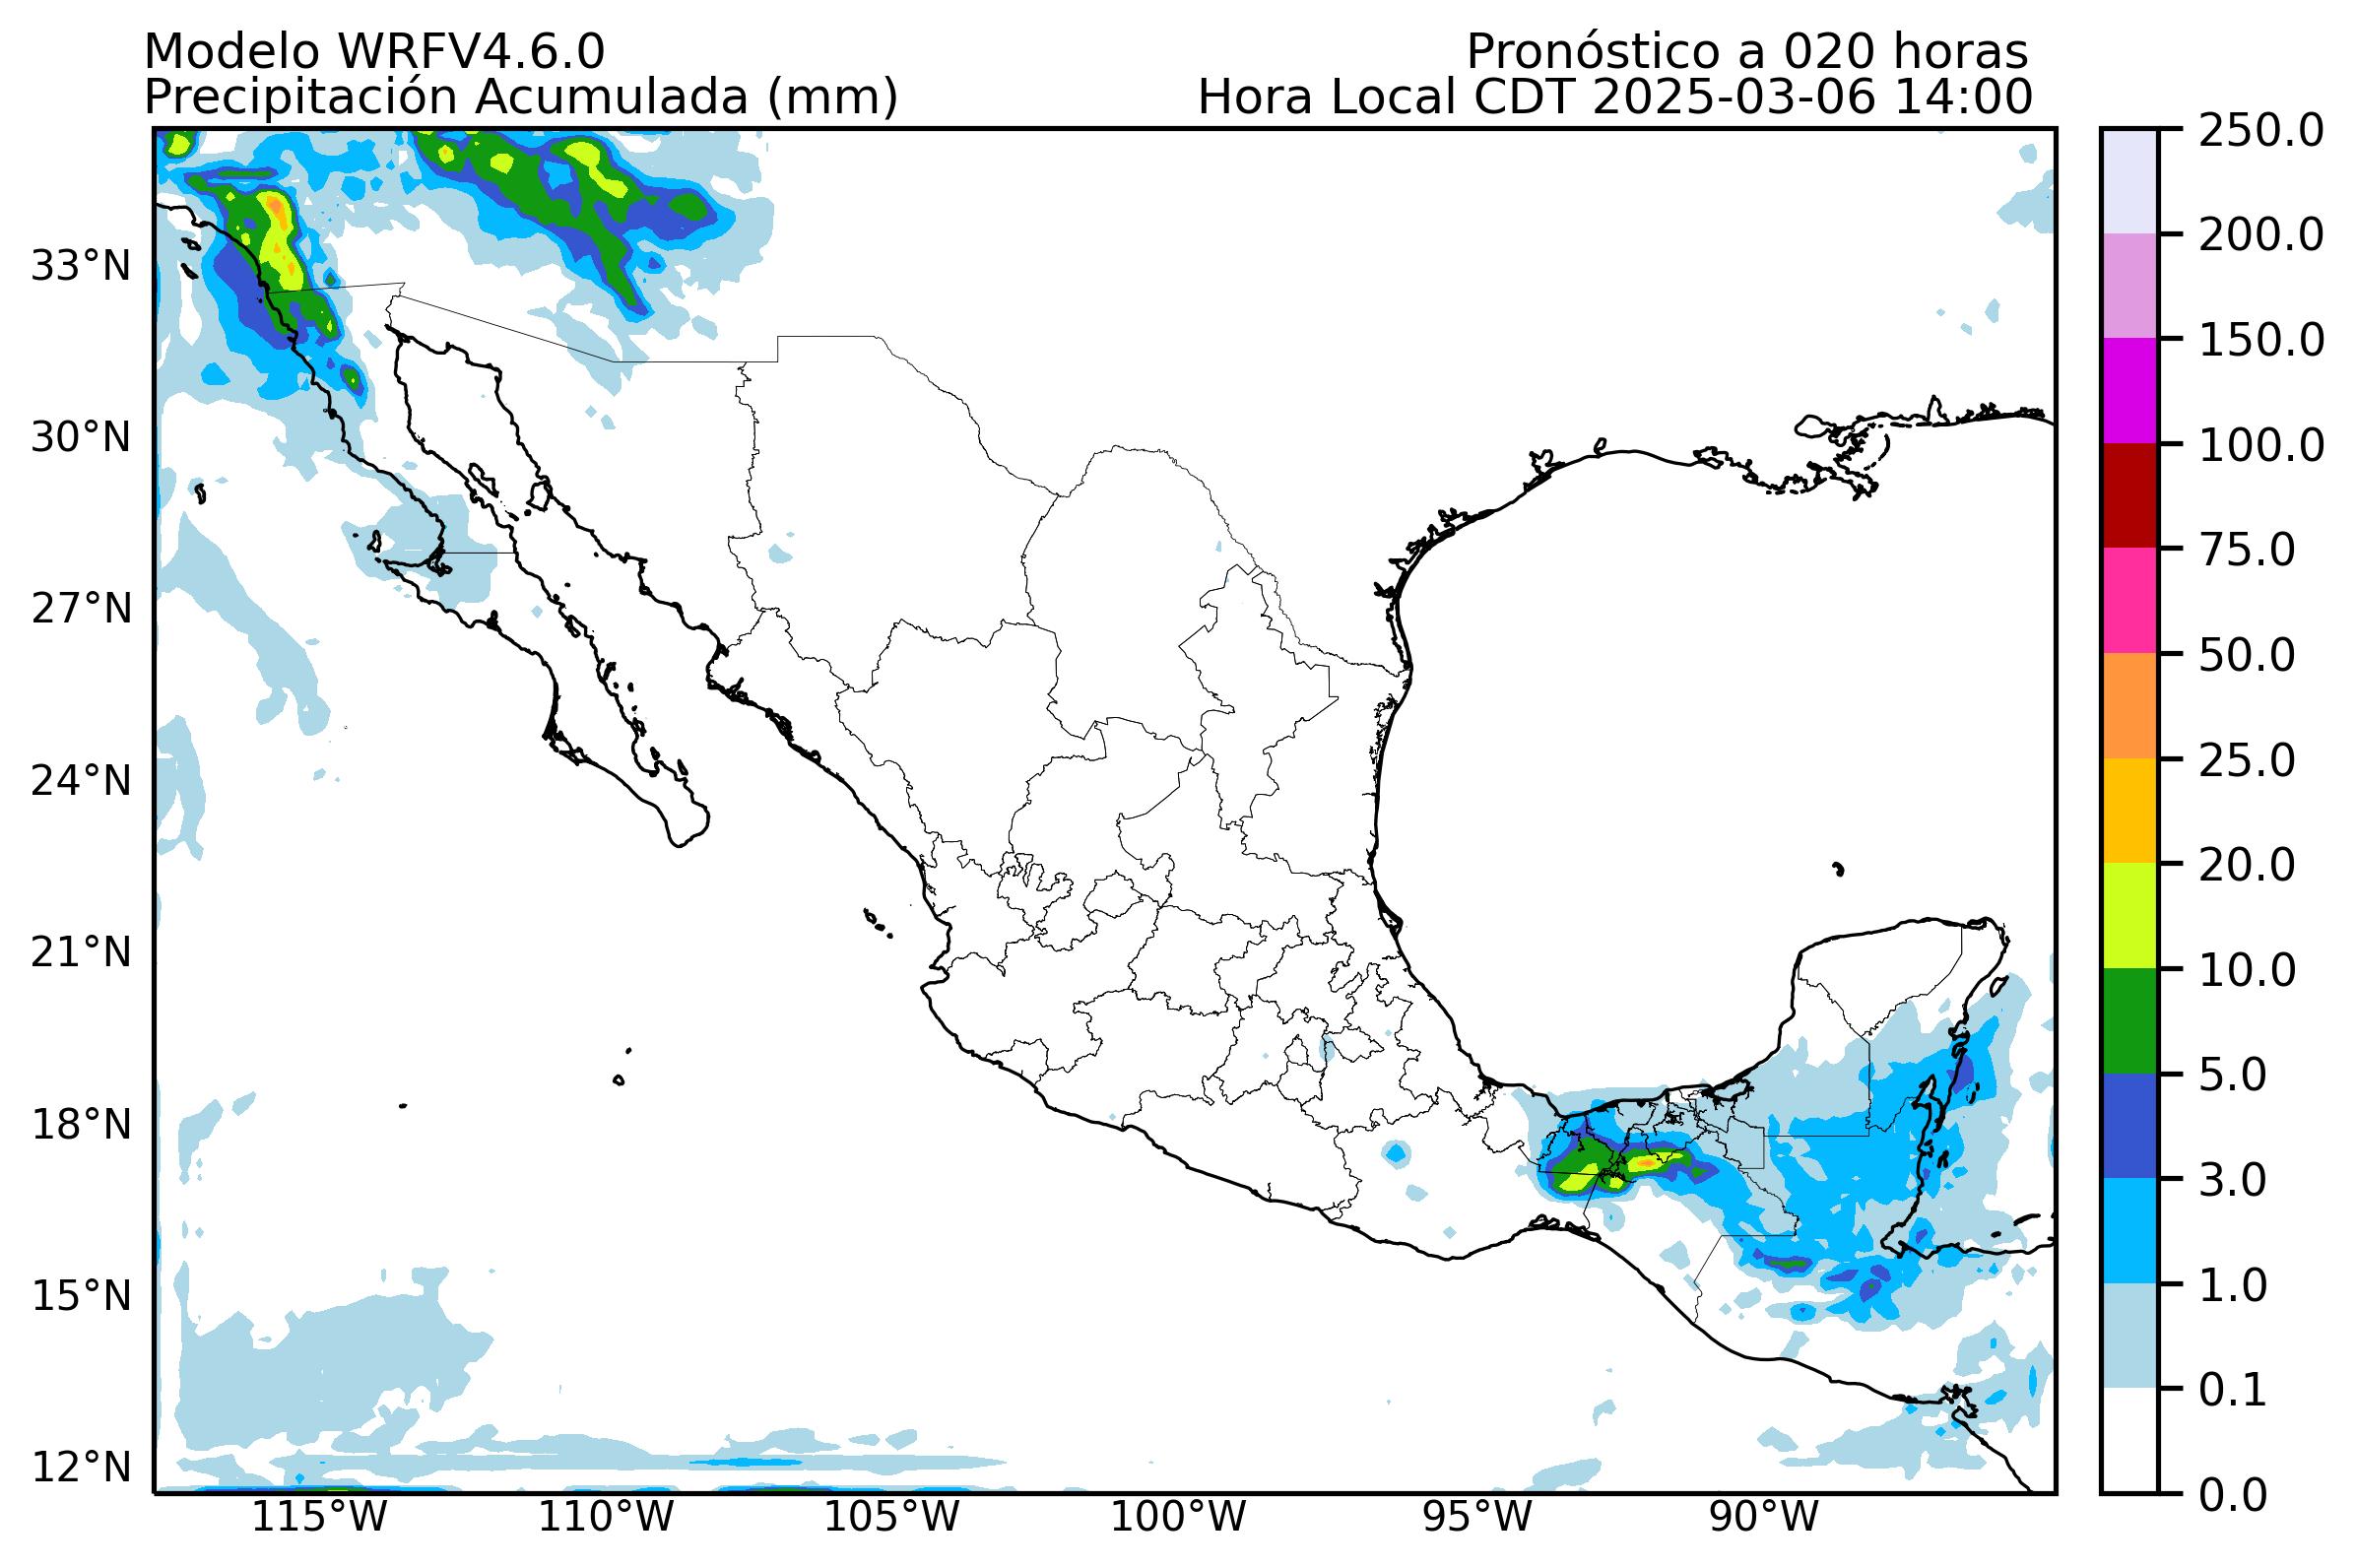 Modelo WRFV4.6.0
Pronóstico a 020 horas
Precipitación Acumulada (mm)
Hora Local CDT 2025-03-06 14:00
33°N
30°N
27°N
24°N
21°N
18°N
15°N
12°N
115°W
110°W
105°W
100°W
95°W
90°W
250.0
200.0
150.0
100.0
75.0
50.0
25.0
20.0
10.0
5.0
3.0
1.0
0.1
0.0